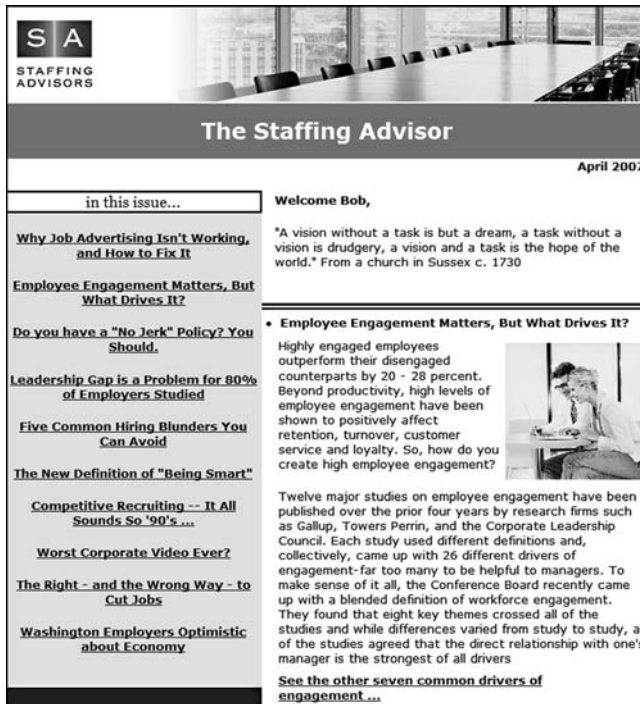 S A
STAFFING
ADVISORS
The Staffing Advisor
April 2007
in this issue...
Why Job Advertising Isn't Working,
and How to Fix It
Employee Engagement Matters, But
What Drives It?
Do you have a "No Jerk" Policy? You
Should.
Leadership Gap is a Problem for 80%
of Employers Studied
Five Common Hiring Blunders You
Can Avoid
The New Definition of "Being Smart"
Competitive Recruiting -- It All
Sounds So '90's ...
Worst Corporate Video Ever?
The Right - and the Wrong Way - to
Cut Jobs
Washington Employers Optimistic
about Economy
Welcome Bob,
"A vision without a task is but a dream, a task without a
vision is drudgery, a vision and a task is the hope of the
world." From a church in Sussex c. 1730
• Employee Engagement Matters, But What Drives It?
Highly engaged employees
outperform their disengaged
counterparts by 20 - 28 percent.
Beyond productivity, high levels of
employee engagement have been
shown to positively affect
retention, turnover, customer
service and loyalty. So, how do you
create high employee engagement?
Twelve major studies on employee engagement have been
published over the prior four years by research firms such
as Gallup, Towers Perrin, and the Corporate Leadership
Council. Each study used different definitions and,
collectively, came up with 26 different drivers of
engagement-far too many to be helpful to managers. To
make sense of it all, the Conference Board recently came
up with a blended definition of workforce engagement.
They found that eight key themes crossed all of the
studies and while differences varied from study to study, a
of the studies agreed that the direct relationship with one's
manager is the strongest of all drivers
See the other seven common drivers of
engagement ...